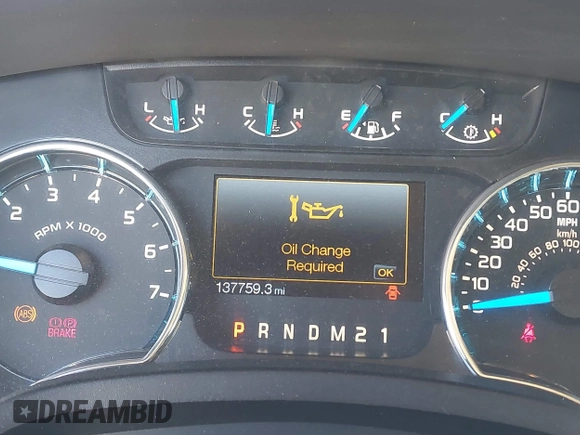 L H
C H
E F
C H
2 3 4 5 6 7
RPM X 1000
Oil Change
Required
OK
137759.3 mi
P R N D M 2 1
ABS
P
BRAKE
0 10 20 30 40 50 60
MPH
km/h
20 40 60 80 100
DREAMBID